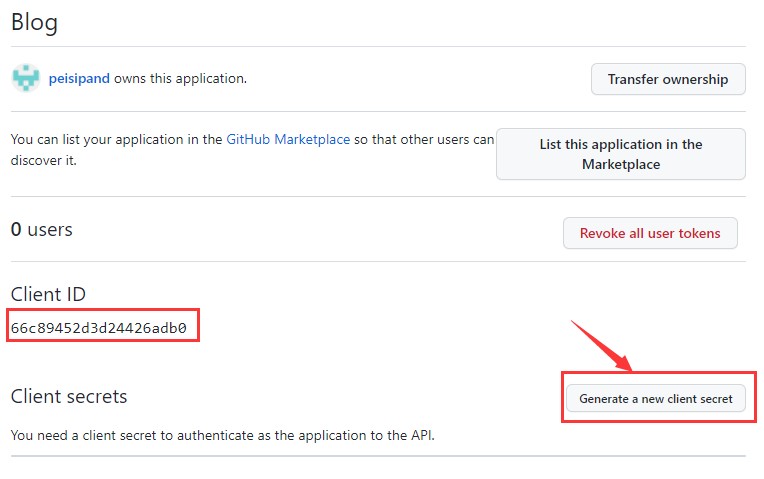 Blog
peisipand owns this application.
Transfer ownership
You can list your application in the GitHub Marketplace so that other users can
discover it.
List this application in the
Marketplace
0 users
Revoke all user tokens
Client ID
66c89452d3d24426adb0
Client secrets
Generate a new client secret
You need a client secret to authenticate as the application to the API.